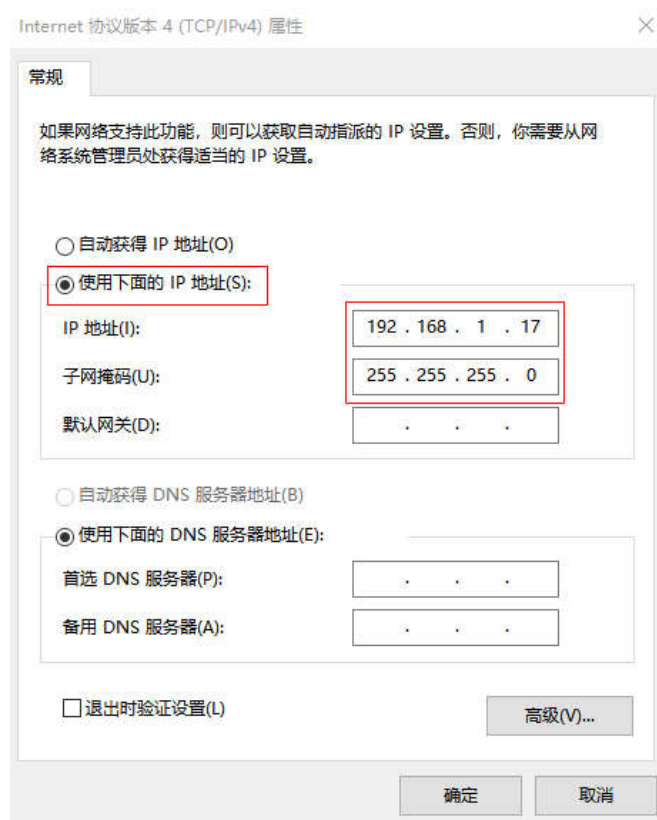 Internet 协议版本 4 (TCP/IPv4) 属性
常规
如果网络支持此功能，则可以获取自动指派的 IP 设置。否则，你需要从网
络系统管理员处获得适当的 IP 设置。
自动获得 IP 地址(O)
使用下面的 IP 地址(S):
IP 地址(I): 192 . 168 . 1 . 17
子网掩码(U): 255 . 255 . 255 . 0
默认网关(D): . . .
自动获得 DNS 服务器地址(B)
使用下面的 DNS 服务器地址(E):
首选 DNS 服务器(P): . . .
备用 DNS 服务器(A): . . .
退出时验证设置(L)
高级(V)...
确定 取消